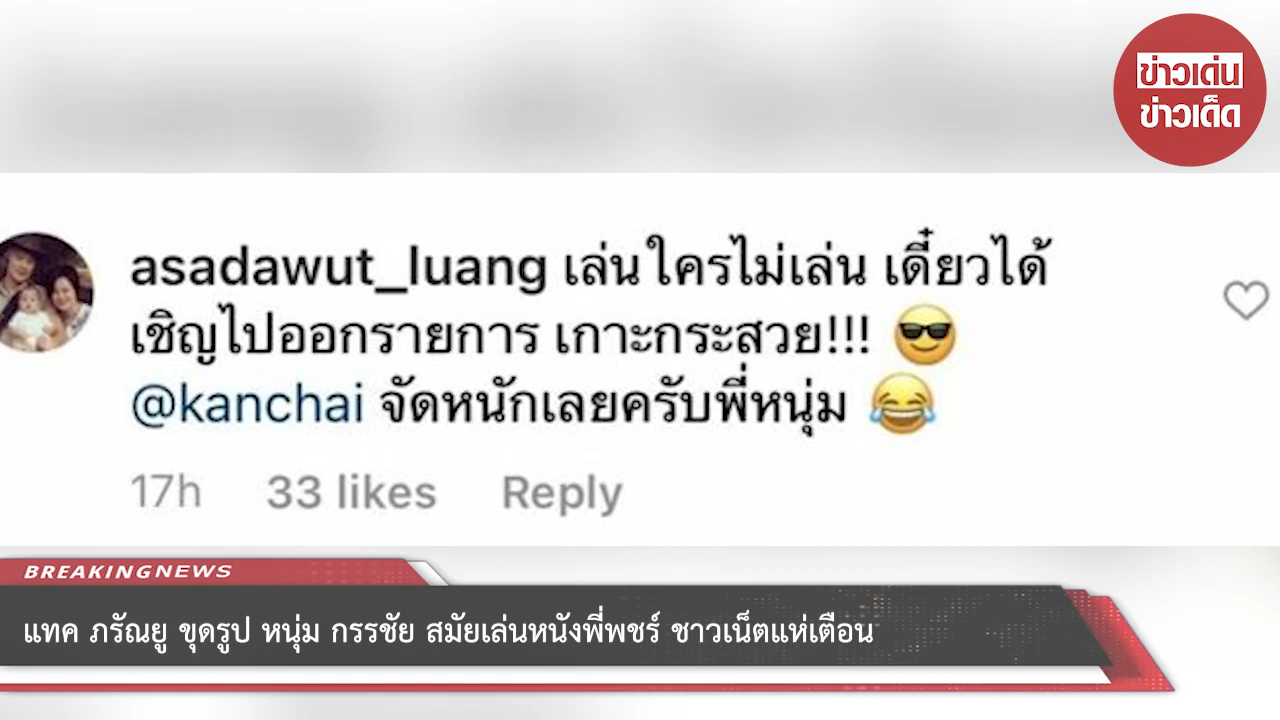 ข่าวเด่น
ข่าวเด็ด
asadawut_luang เล่นใครไม่เล่น เดี๋ยวได้
เชิญไปออกรายการ เกาะกระสวย!!! 😎
@kanchai จัดหนักเลยครับพี่หนุ่ม 😂
17h 33 likes Reply
BREAKINGNEWS
แทค ภรัณยู ขุดรูป หนุ่ม กรรชัย สมัยเล่นหนังพี่พชร์ ชาวเน็ตแห่เตือน